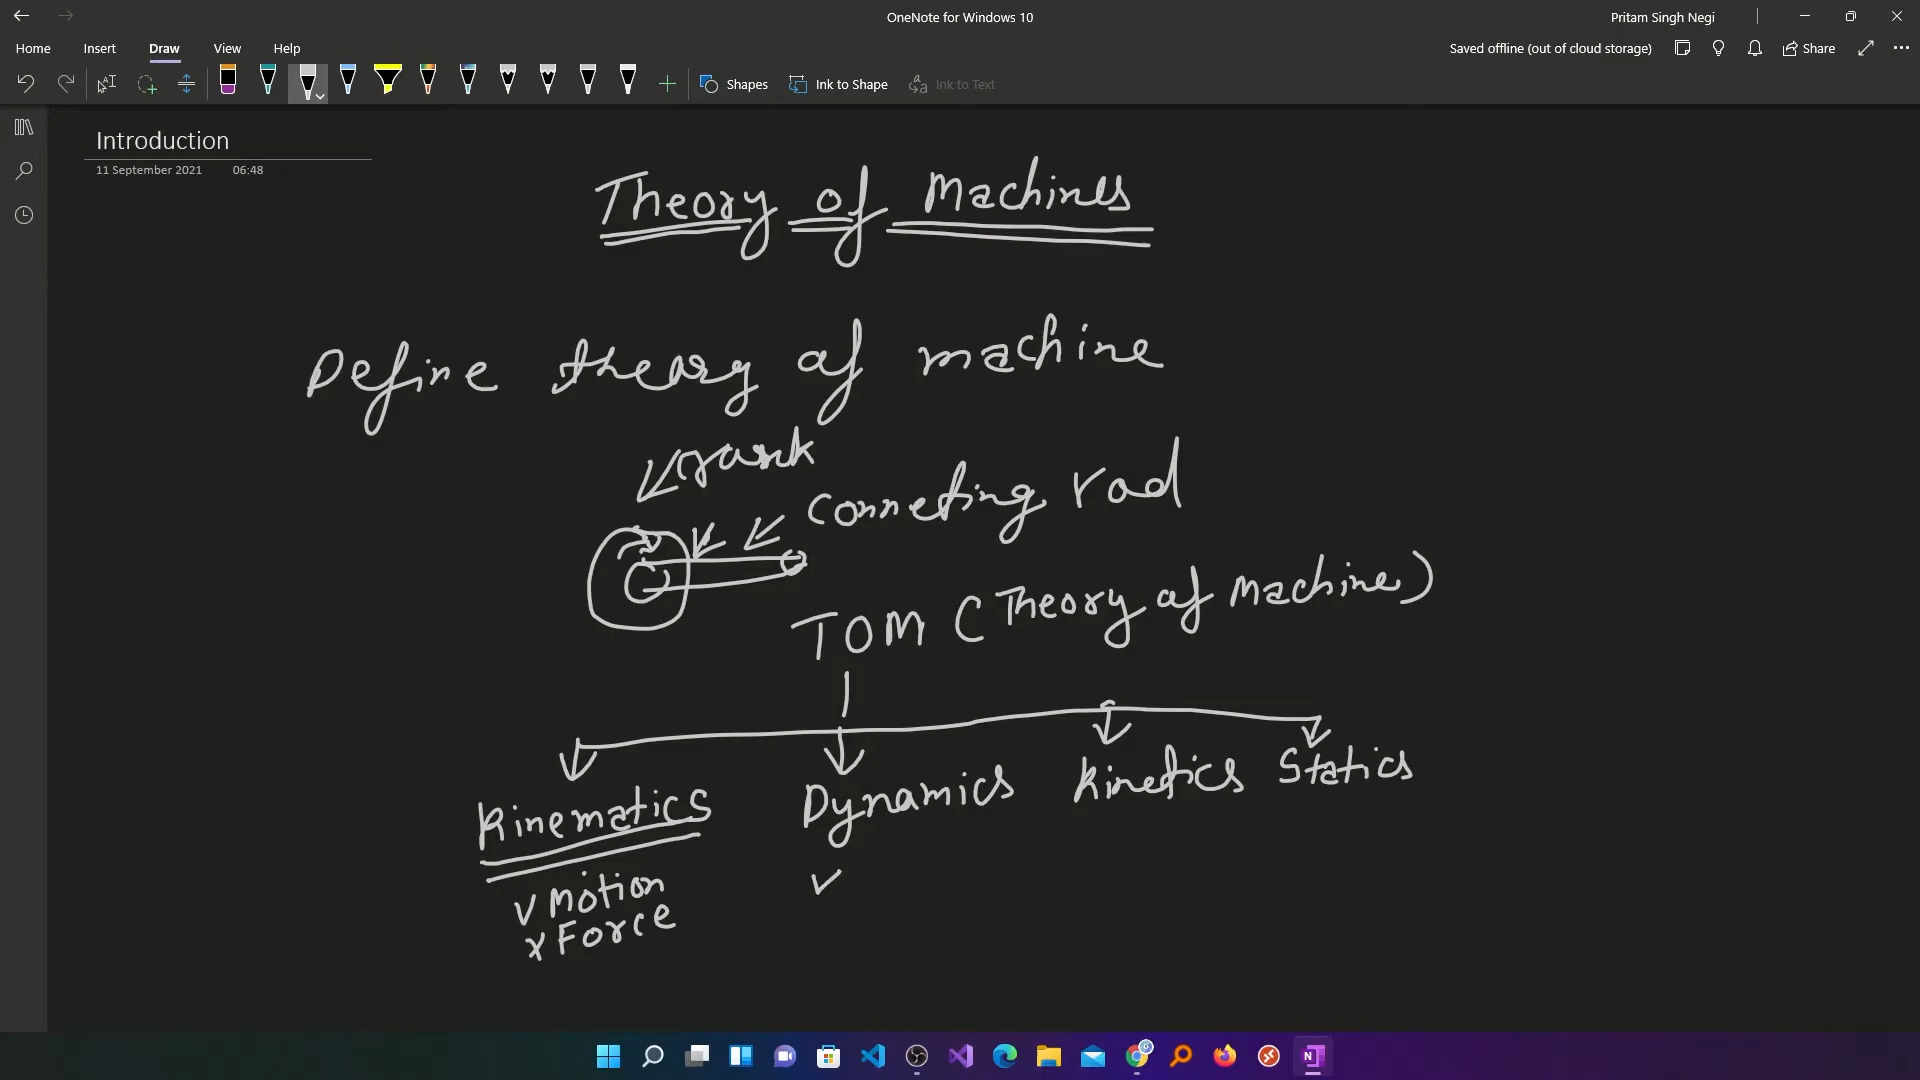 OneNote for Windows 10
Pritam Singh Negi
Home Insert Draw View Help
Saved offline (out of cloud storage)
Share
Shapes
Ink to Shape
Ink to Text
Introduction
11 September 2021 06:48
Theory of Machines
Define theory of machine
Connecting rod
TOM (Theory of Machine)
Kinematics Dynamics Kinetics Statics
✓ Motion ✓
x Force